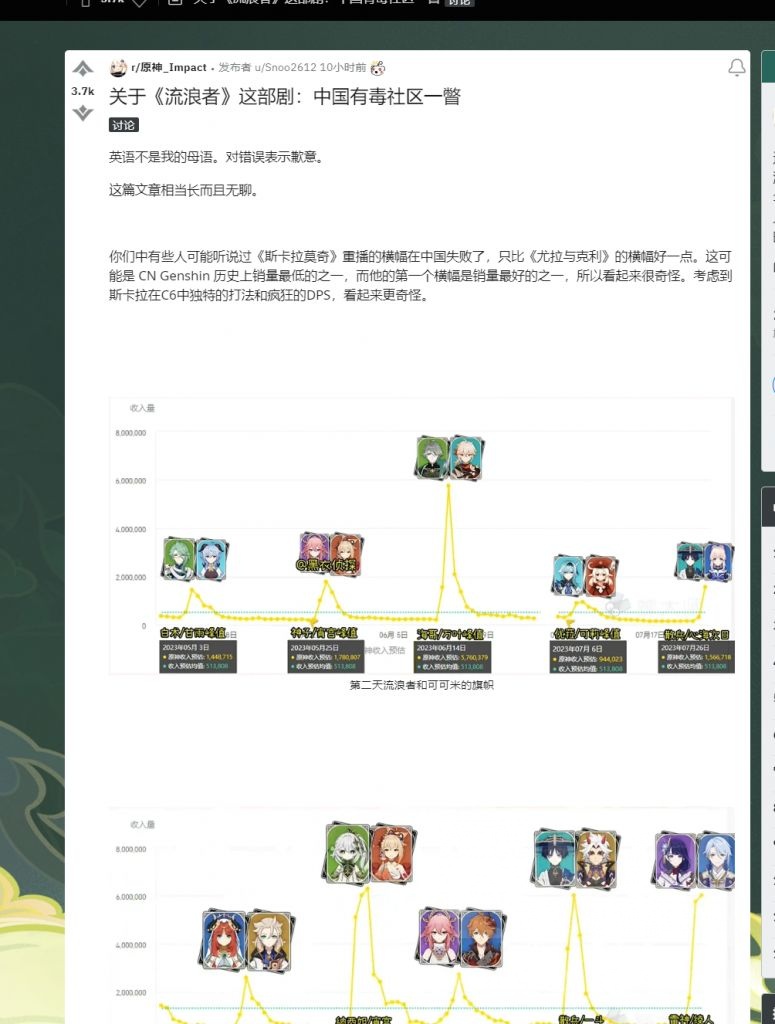 r/原神_Impact · 发布者 u/Snoo2612 10小时前
3.7k
关于《流浪者》这部剧：中国有毒社区一瞥
讨论
英语不是我的母语。对错误表示歉意。
这篇文章相当长而且无聊。
你们中有些人可能听说过《斯卡拉莫奇》重播的横幅在中国失败了，只比《尤拉与克利》的横幅好一点。这可
能是 CN Genshin 历史上销量最低的之一，而他的第一个横幅是销量最好的之一，所以看起来很奇怪。考虑到
斯卡拉在C6中独特的打法和疯狂的DPS，看起来更奇怪。
收入量
8,000,000
6,000,000
4,000,000
2,000,000
0
@黑衣侦探
白术/甘雨峰值
神子/宵宫峰值
06月 5日
海哥/万叶峰值
优菈/可莉峰值
07月17日
散兵/心海次日
神收入预估
2023年05月 3日
原神收入预估: 1,448,715
收入预估均值: 513,808
2023年05月25日
原神收入预估: 1,780,807
收入预估均值: 513,808
2023年06月14日
原神收入预估: 5,760,379
收入预估均值: 513,808
2023年07月 6日
原神收入预估: 944,023
收入预估均值: 513,808
2023年07月26日
原神收入预估: 1,566,718
收入预估均值: 513,808
第二天流浪者和可可米的旗帜
收入量
8,000,000
6,000,000
4,000,000
2,000,000